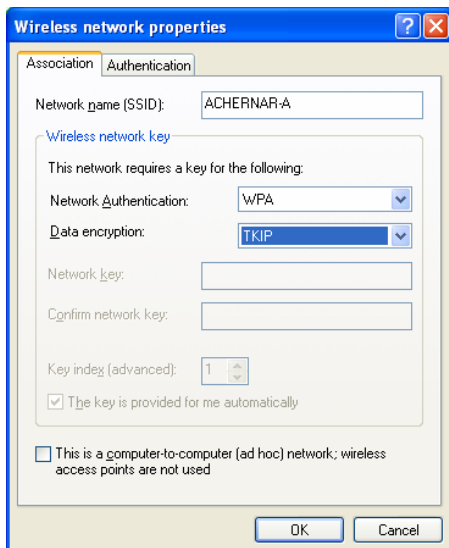 Wireless network properties
Association
Authentication
Network name (SSID):
ACHERNAR-A
Wireless network key
This network requires a key for the following:
Network Authentication:
WPA
Data encryption:
TKIP
Network key:
Confirm network key:
Key index (advanced):
1
The key is provided for me automatically
This is a computer-to-computer (ad hoc) network; wireless
access points are not used
OK
Cancel